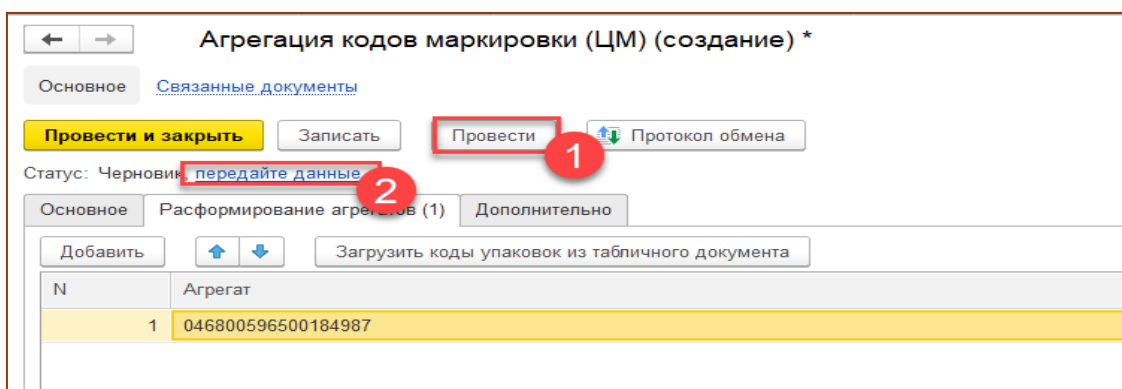 Агрегация кодов маркировки (ЦМ) (создание) *
Основное Связанные документы
Провести и закрыть Записать Провести 1 Протокол обмена
Статус: Черновик, передайте данные 2
Основное Расформирование агрегатов (1) Дополнительно
Добавить Загрузить коды упаковок из табличного документа
N Агрегат
1 046800596500184987